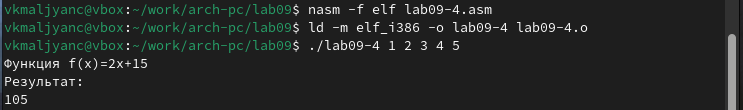 vkmaljyanc@vbox:~/work/arch-pc/lab09$ nasm -f elf lab09-4.asm
vkmaljyanc@vbox:~/work/arch-pc/lab09$ ld -m elf_i386 -o lab09-4 lab09-4.o
vkmaljyanc@vbox:~/work/arch-pc/lab09$ ./lab09-4 1 2 3 4 5
Функция f(x)=2x+15
Результат:
105